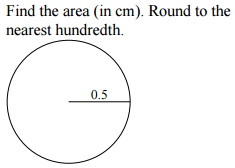 Find the area (in cm). Round to the
nearest hundredth.
0.5